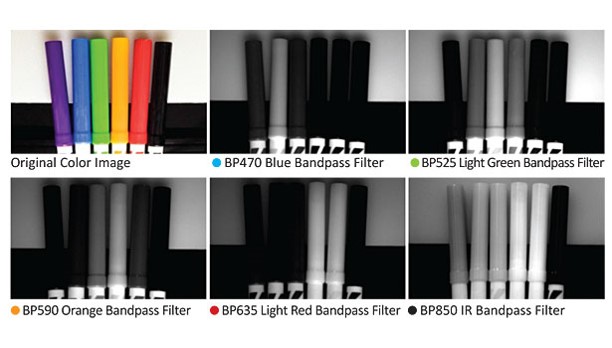 Original Color Image
BP470 Blue Bandpass Filter
BP525 Light Green Bandpass Filter
BP590 Orange Bandpass Filter
BP635 Light Red Bandpass Filter
BP850 IR Bandpass Filter